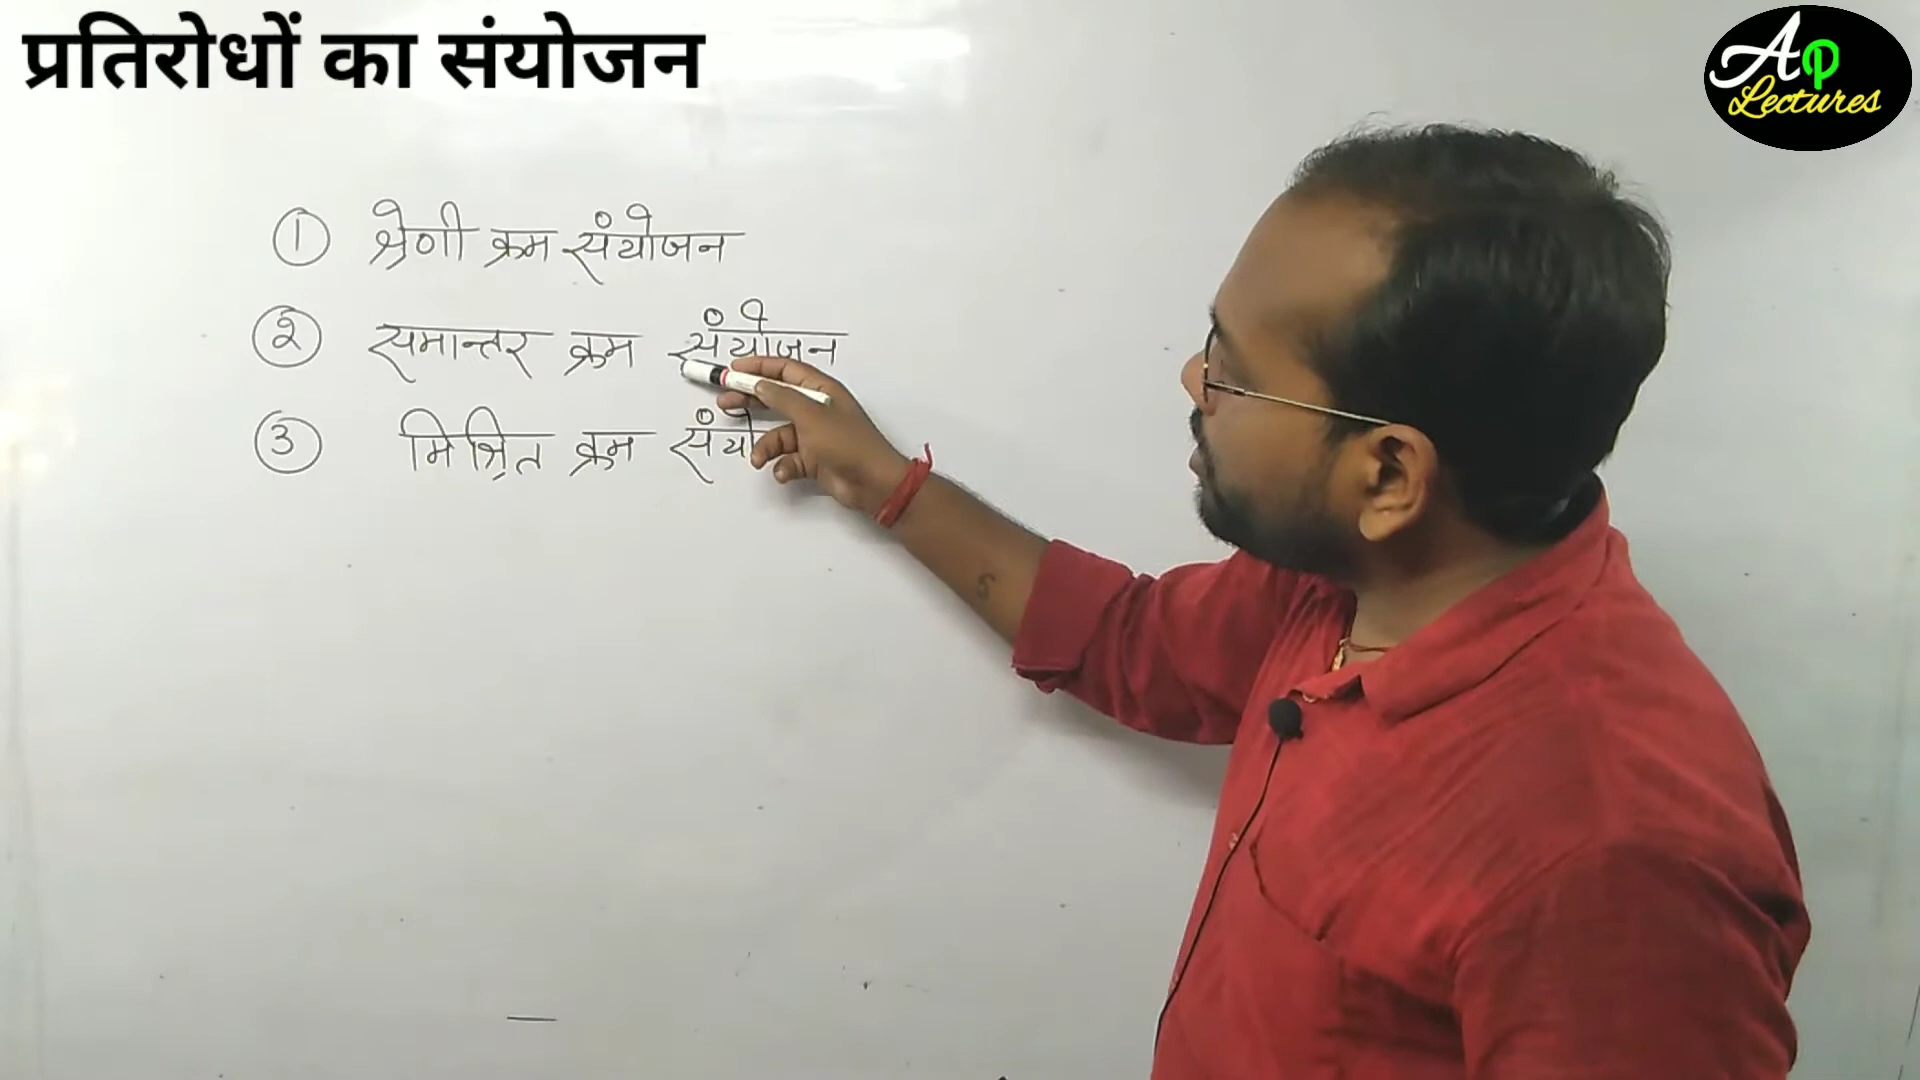 प्रतिरोधों का संयोजन
Ap
Lectures
① श्रेणी क्रम संयोजन
② समान्तर क्रम संयोजन
③ मिश्रित क्रम